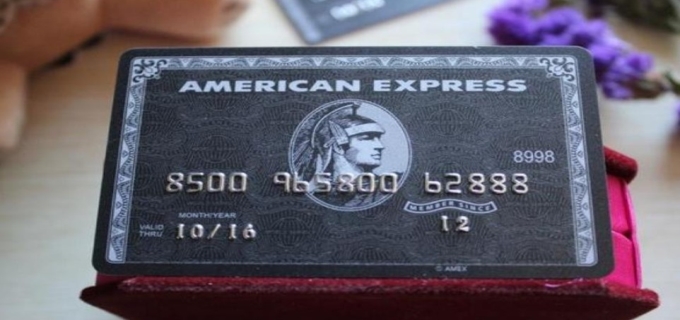 AMERICAN EXPRESS
8998
8500 965800 62888
MEMBER SINCE
MONTH/YEAR
VALID
THRU
10/16
12
© AMEX